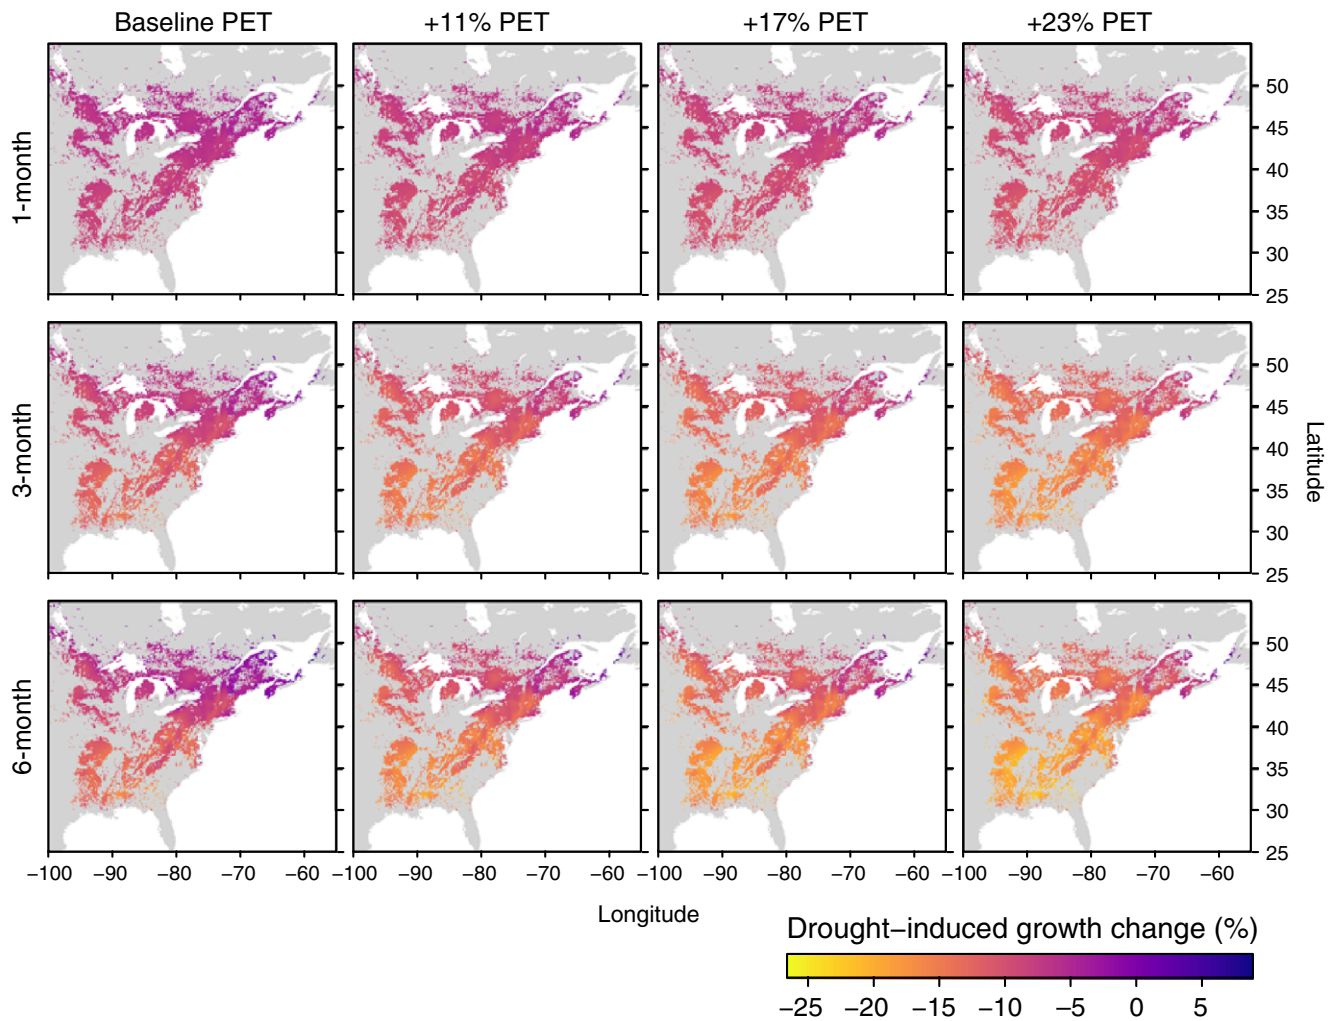 Baseline PET +11% PET +17% PET +23% PET
1-month
50
45
40
35
30
25
3-month
50
45
40
35
30
25
Latitude
6-month
50
45
40
35
30
25
−100 −90 −80 −70 −60 −100 −90 −80 −70 −60 −100 −90 −80 −70 −60 −100 −90 −80 −70 −60
Longitude
Drought−induced growth change (%)
−25 −20 −15 −10 −5 0 5